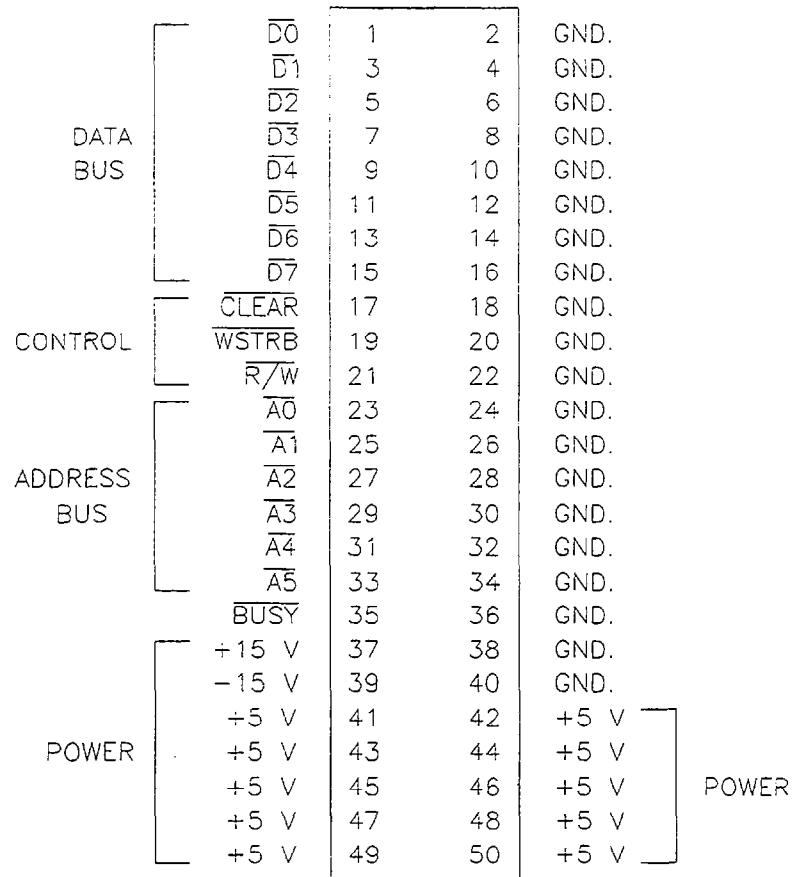 D0 1 2 GND.
D1 3 4 GND.
D2 5 6 GND.
DATA D3 7 8 GND.
BUS D4 9 10 GND.
D5 11 12 GND.
D6 13 14 GND.
D7 15 16 GND.
CLEAR 17 18 GND.
CONTROL WSTRB 19 20 GND.
R/W 21 22 GND.
A0 23 24 GND.
A1 25 26 GND.
ADDRESS A2 27 28 GND.
BUS A3 29 30 GND.
A4 31 32 GND.
A5 33 34 GND.
BUSY 35 36 GND.
+15 V 37 38 GND.
-15 V 39 40 GND.
+5 V 41 42 +5 V
POWER +5 V 43 44 +5 V
+5 V 45 46 +5 V POWER
+5 V 47 48 +5 V
+5 V 49 50 +5 V